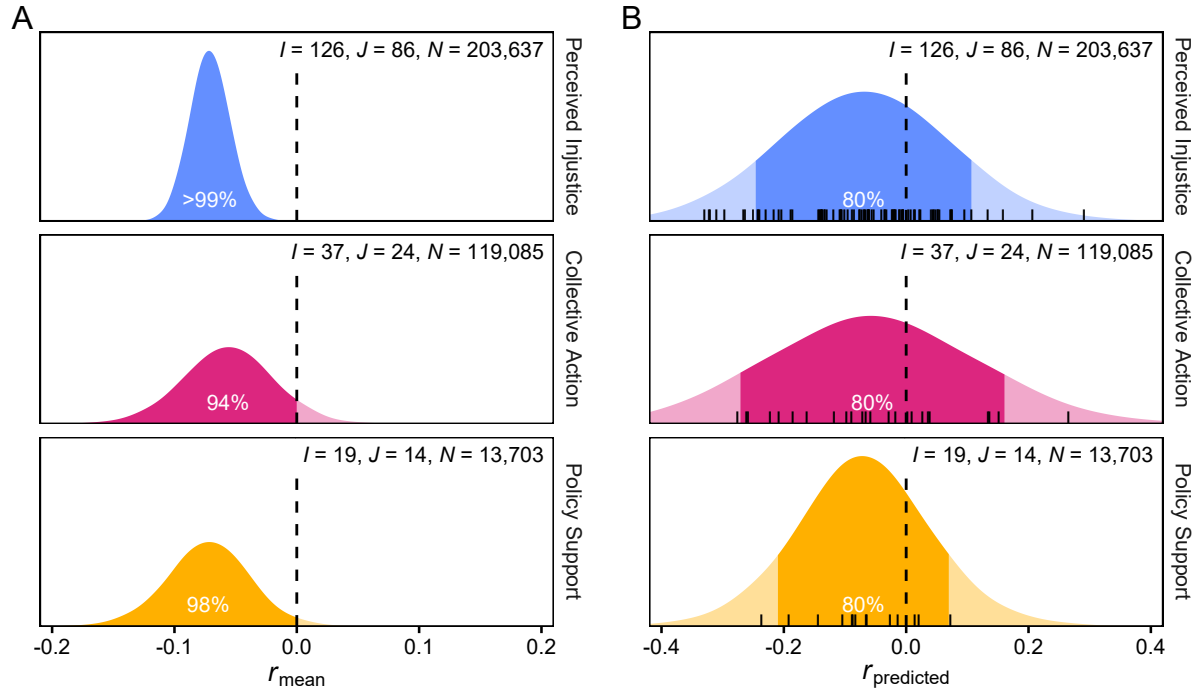 A
I = 126, J = 86, N = 203,637
>99%
Perceived Injustice
I = 37, J = 24, N = 119,085
94%
Collective Action
I = 19, J = 14, N = 13,703
98%
Policy Support
-0.2 -0.1 0.0 0.1 0.2
r mean
B
I = 126, J = 86, N = 203,637
80%
Perceived Injustice
I = 37, J = 24, N = 119,085
80%
Collective Action
I = 19, J = 14, N = 13,703
80%
Policy Support
-0.4 -0.2 0.0 0.2 0.4
r predicted